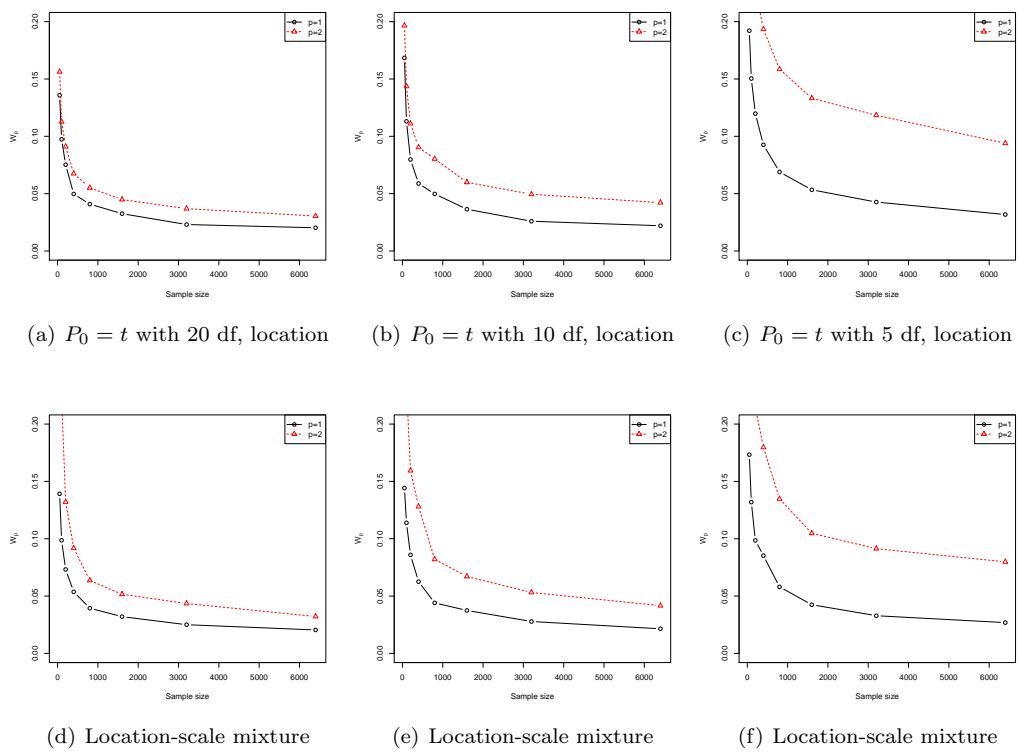 p=1
p=2
0.20
0.15
0.10
0.05
0.00
W_p
0 1000 2000 3000 4000 5000 6000
Sample size
(a) P_0 = t with 20 df, location
p=1
p=2
0.20
0.15
0.10
0.05
0.00
W_p
0 1000 2000 3000 4000 5000 6000
Sample size
(b) P_0 = t with 10 df, location
p=1
p=2
0.20
0.15
0.10
0.05
0.00
W_p
0 1000 2000 3000 4000 5000 6000
Sample size
(c) P_0 = t with 5 df, location
p=1
p=2
0.20
0.15
0.10
0.05
0.00
W_p
0 1000 2000 3000 4000 5000 6000
Sample size
(d) Location-scale mixture
p=1
p=2
0.20
0.15
0.10
0.05
0.00
W_p
0 1000 2000 3000 4000 5000 6000
Sample size
(e) Location-scale mixture
p=1
p=2
0.20
0.15
0.10
0.05
0.00
W_p
0 1000 2000 3000 4000 5000 6000
Sample size
(f) Location-scale mixture